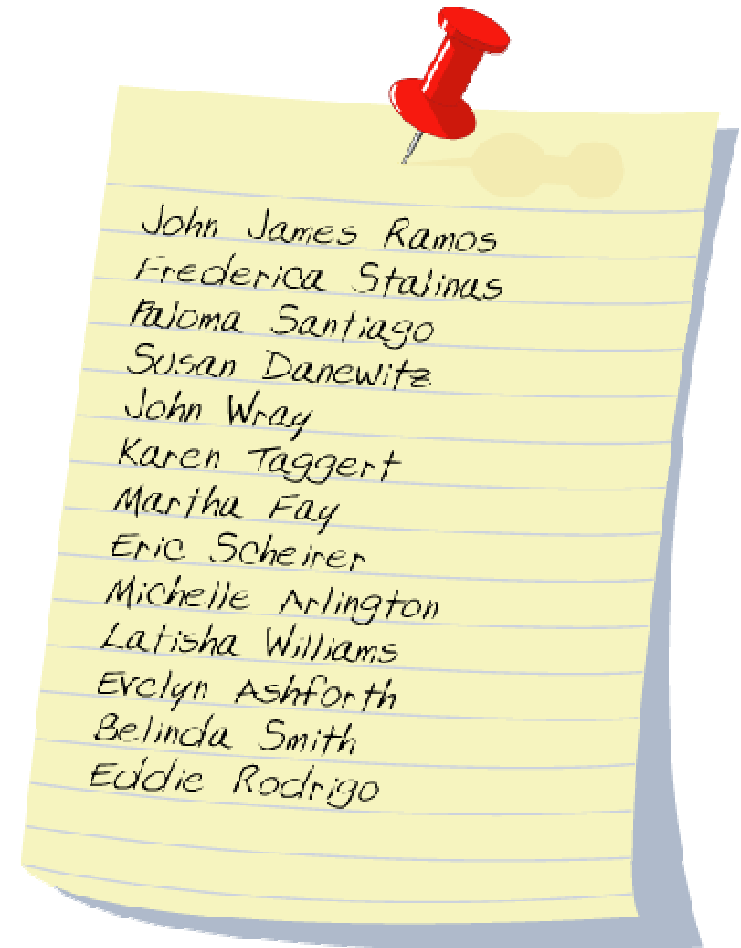 John James Ramos
Frederica Stalinas
Paloma Santiago
Susan Danewitz
John Wray
Karen Taggert
Martha Fay
Eric Scheirer
Michelle Arlington
Latisha Williams
Evelyn Ashforth
Belinda Smith
Eddie Rodrigo